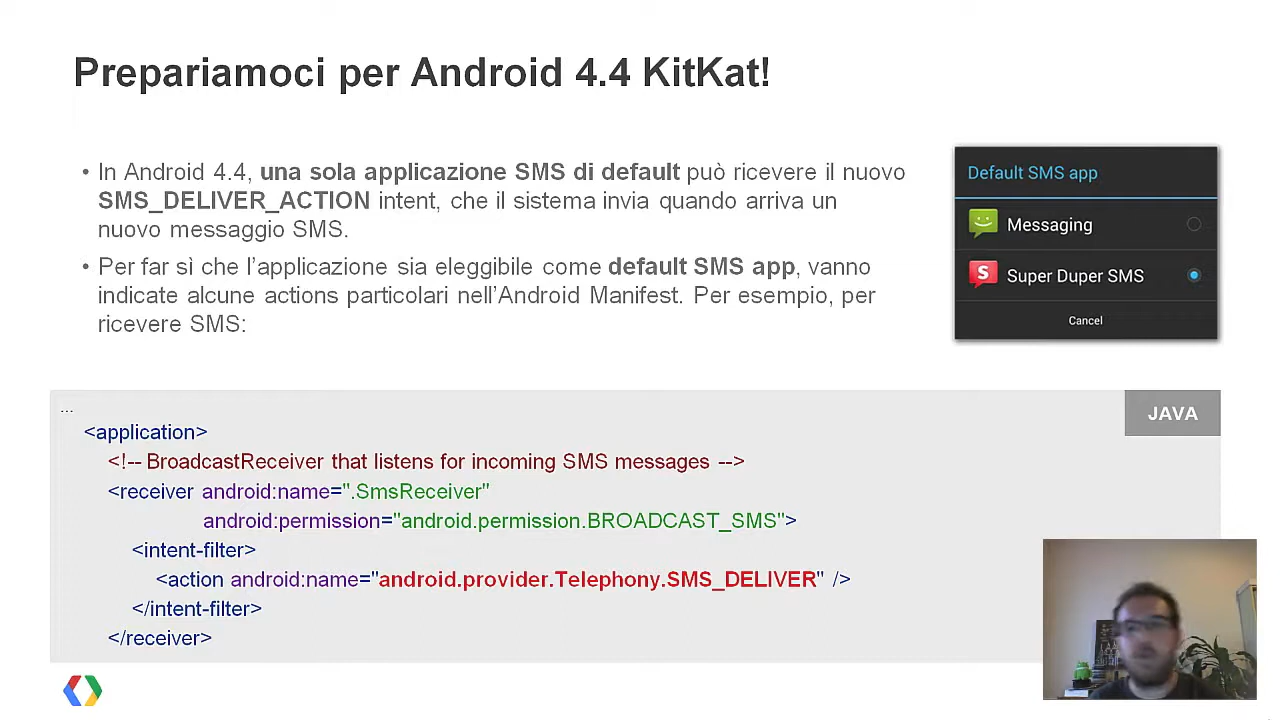 Prepariamoci per Android 4.4 KitKat!
• In Android 4.4, una sola applicazione SMS di default può ricevere il nuovo
SMS_DELIVER_ACTION intent, che il sistema invia quando arriva un
nuovo messaggio SMS.
• Per far sì che l’applicazione sia eleggibile come default SMS app, vanno
indicate alcune actions particolari nell’Android Manifest. Per esempio, per
ricevere SMS:
Default SMS app
Messaging
Super Duper SMS
Cancel
JAVA
...
<application>
<!-- BroadcastReceiver that listens for incoming SMS messages -->
<receiver android:name=".SmsReceiver"
android:permission="android.permission.BROADCAST_SMS">
<intent-filter>
<action android:name="android.provider.Telephony.SMS_DELIVER" />
</intent-filter>
</receiver>